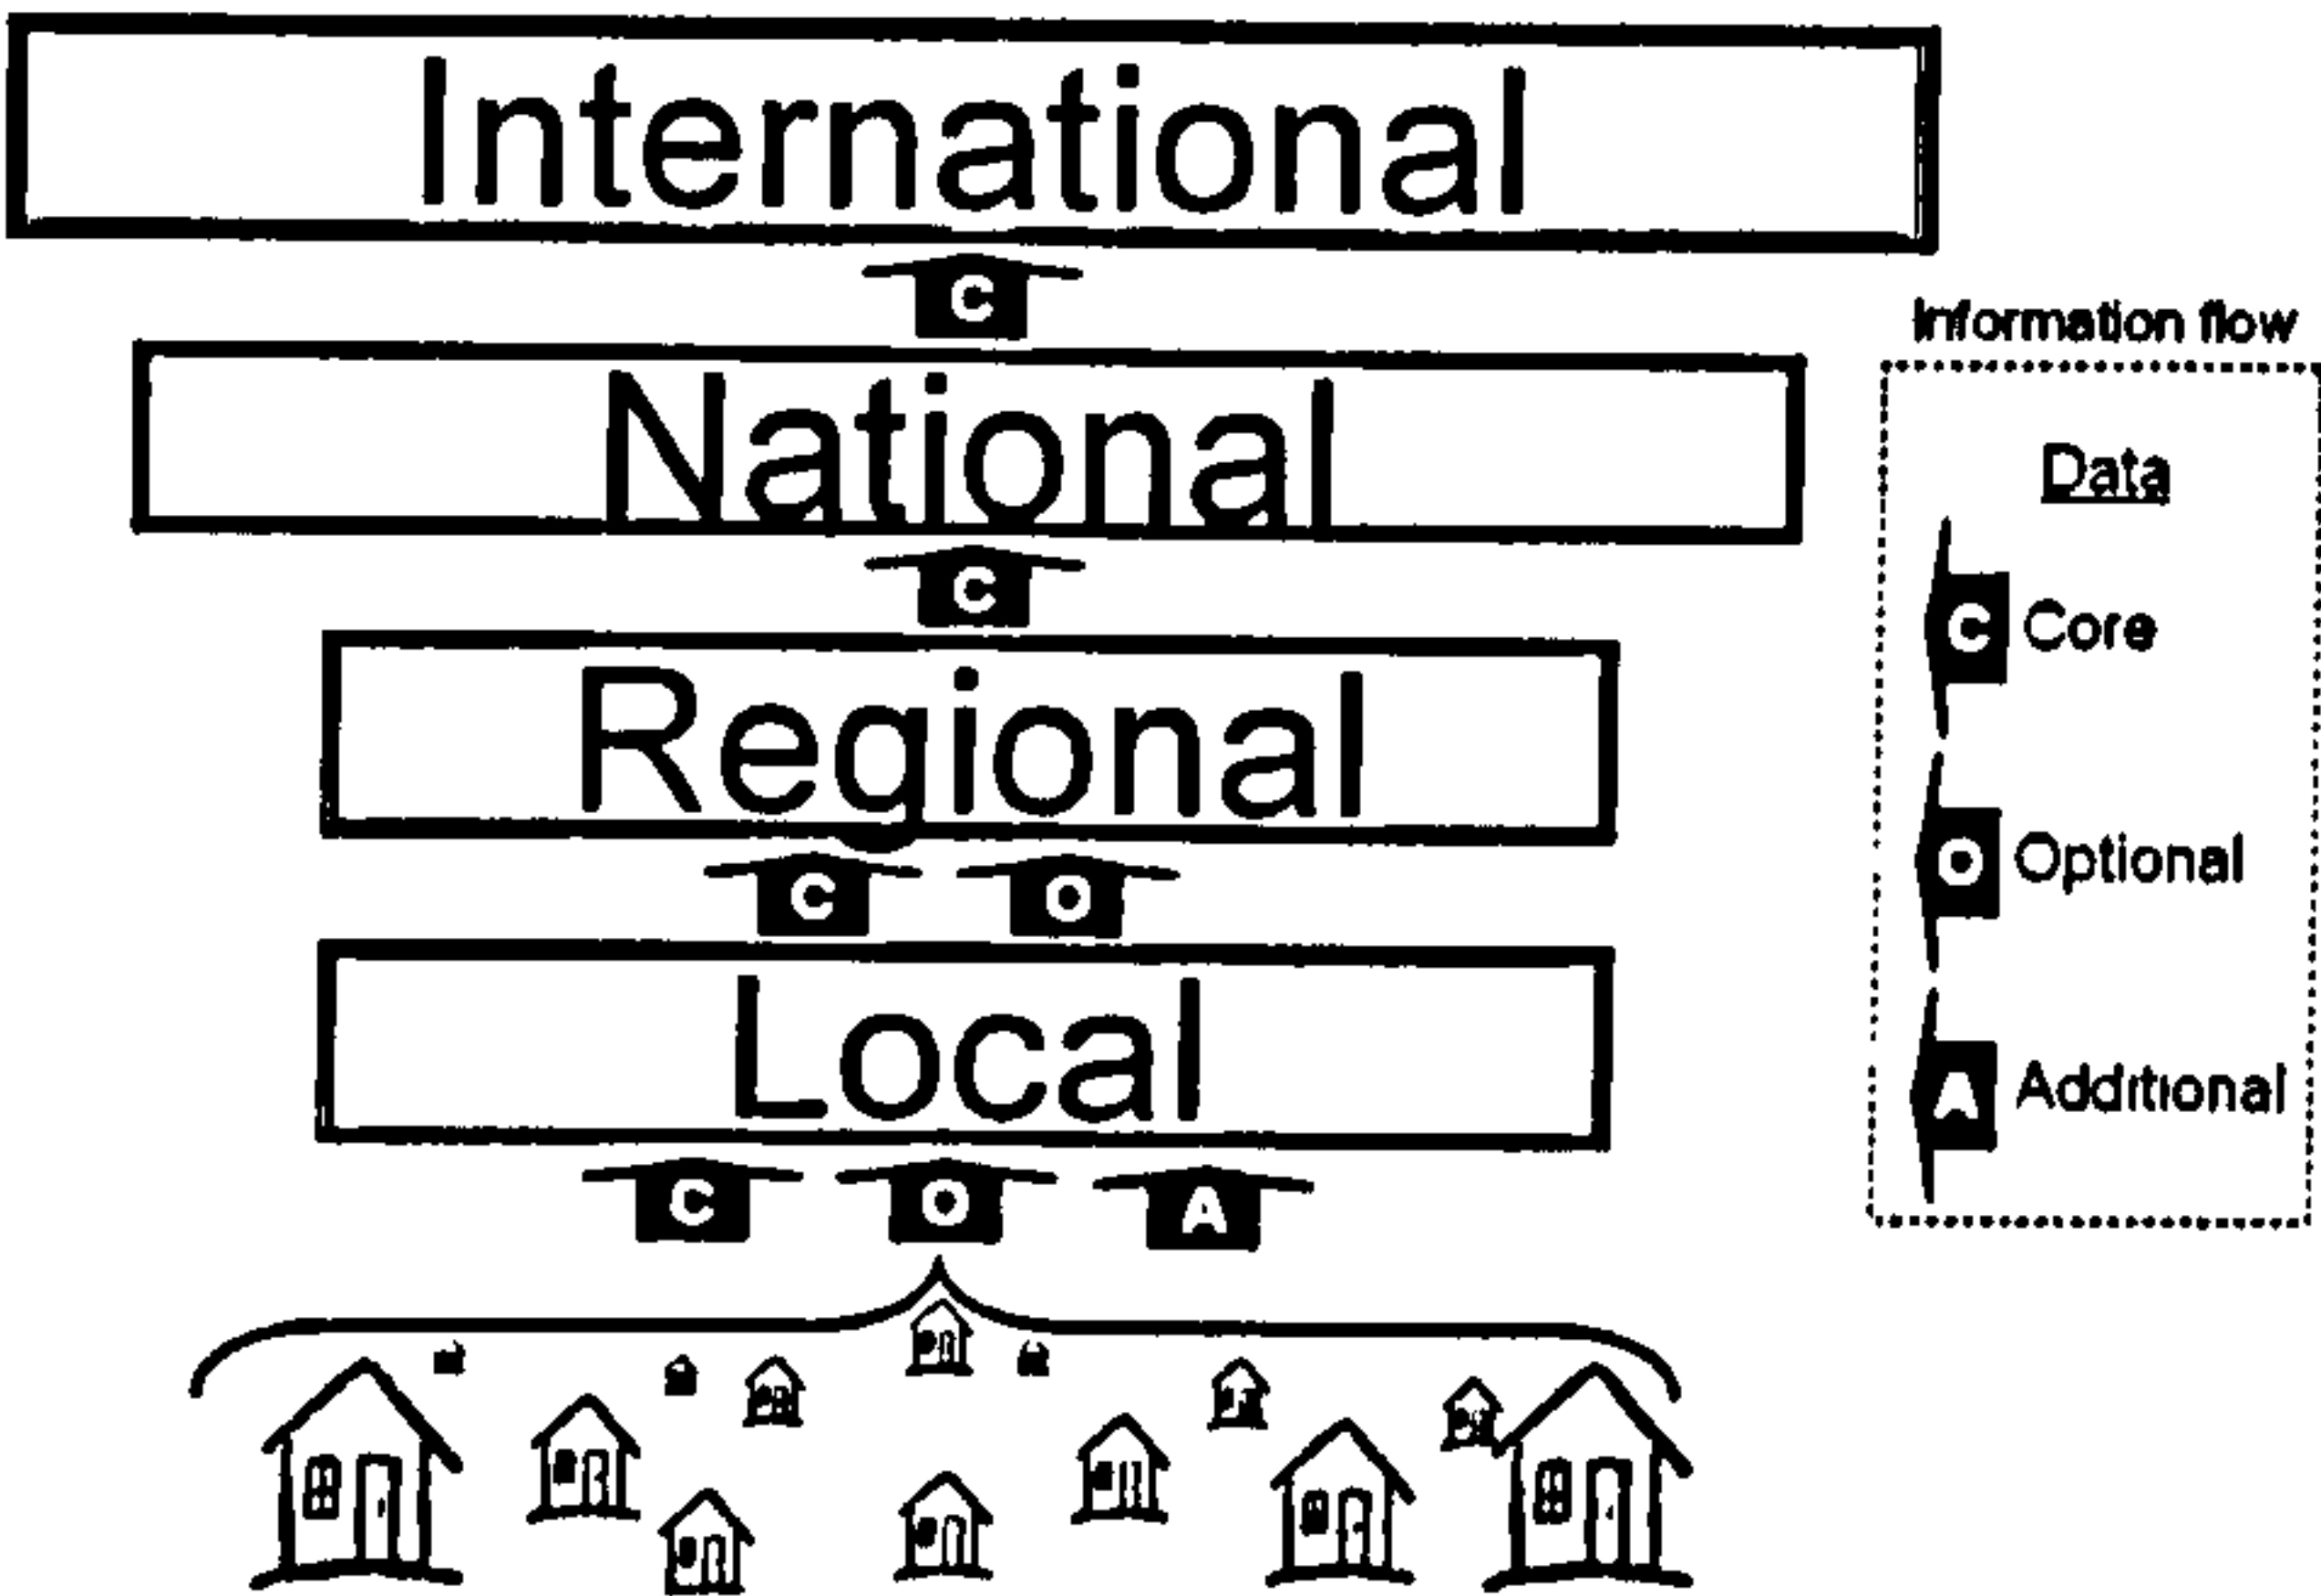 International
C
National
C
Regional
C O
Local
C O A
Information flow
Data
C Core
O Optional
A Additional